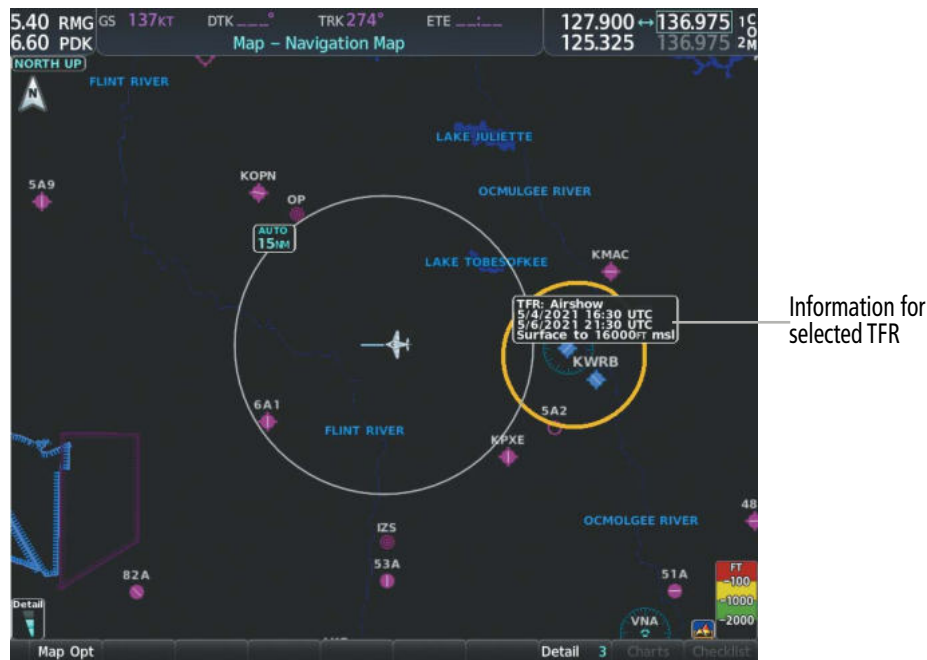 5.40 RMG GS 137KT DTK ___° TRK 274° ETE __:__ 127.900 ↔ 136.975 1 C
6.60 PDK Map – Navigation Map 125.325 136.975 2 O M
NORTH UP
N
FLINT RIVER
LAKE JULIETTE
KOPN
5A9
OCMULGEE RIVER
OP
AUTO
15NM
KMAC
LAKE TOBESOFKEE
TFR: Airshow
5/4/2021 16:30 UTC
5/6/2021 21:30 UTC
Surface to 16000FT msl
Information for
selected TFR
KWRB
6A1
5A2
FLINT RIVER
KPXE
48
OCMOLGEE RIVER
IZS
53A
82A
51A
FT
-100
-1000
-2000
Detail
VNA
Map Opt Detail 3 Charts Checklist